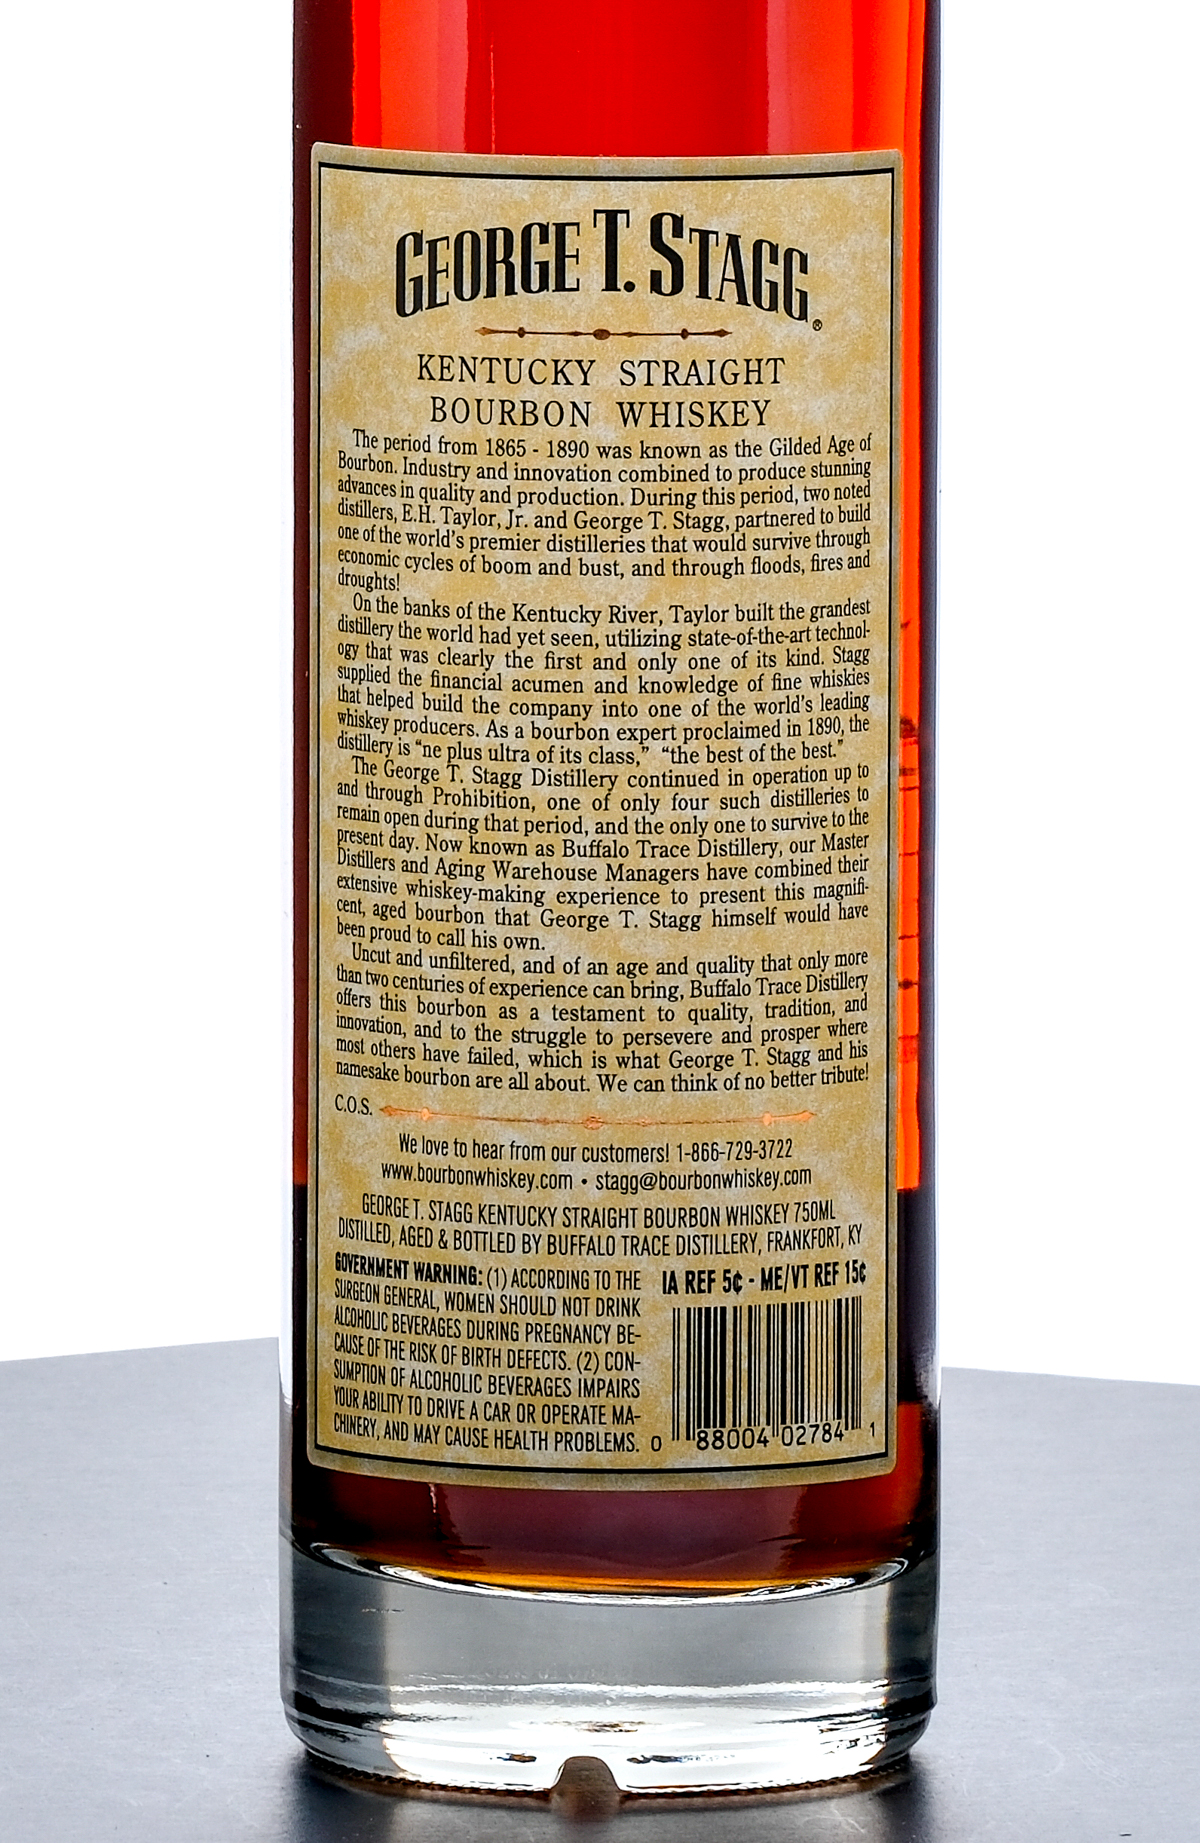 GEORGE T. STAGG®
KENTUCKY STRAIGHT
BOURBON WHISKEY
The period from 1865 - 1890 was known as the Gilded Age of
Bourbon. Industry and innovation combined to produce stunning
advances in quality and production. During this period, two noted
distillers, E.H. Taylor, Jr. and George T. Stagg, partnered to build
one of the world's premier distilleries that would survive through
economic cycles of boom and bust, and through floods, fires and
droughts!
On the banks of the Kentucky River, Taylor built the grandest
distillery the world had yet seen, utilizing state-of-the-art technol-
ogy that was clearly the first and only one of its kind. Stagg
supplied the financial acumen and knowledge of fine whiskies
that helped build the company into one of the world's leading
whiskey producers. As a bourbon expert proclaimed in 1890, the
distillery is "ne plus ultra of its class," "the best of the best."
The George T. Stagg Distillery continued in operation up to
and through Prohibition, one of only four such distilleries to
remain open during that period, and the only one to survive to the
present day. Now known as Buffalo Trace Distillery, our Master
Distillers and Aging Warehouse Managers have combined their
extensive whiskey-making experience to present this magnifi-
cent, aged bourbon that George T. Stagg himself would have
been proud to call his own.
Uncut and unfiltered, and of an age and quality that only more
than two centuries of experience can bring, Buffalo Trace Distillery
offers this bourbon as a testament to quality, tradition, and
innovation, and to the struggle to persevere and prosper where
most others have failed, which is what George T. Stagg and his
namesake bourbon are all about. We can think of no better tribute!
C.O.S.
We love to hear from our customers! 1-866-729-3722
www.bourbonwhiskey.com • stagg@bourbonwhiskey.com
GEORGE T. STAGG KENTUCKY STRAIGHT BOURBON WHISKEY 750ML
DISTILLED, AGED & BOTTLED BY BUFFALO TRACE DISTILLERY, FRANKFORT, KY
GOVERNMENT WARNING: (1) ACCORDING TO THE
SURGEON GENERAL, WOMEN SHOULD NOT DRINK
ALCOHOLIC BEVERAGES DURING PREGNANCY BE-
CAUSE OF THE RISK OF BIRTH DEFECTS. (2) CON-
SUMPTION OF ALCOHOLIC BEVERAGES IMPAIRS
YOUR ABILITY TO DRIVE A CAR OR OPERATE MA-
CHINERY, AND MAY CAUSE HEALTH PROBLEMS.
IA REF 5¢ - ME/VT REF 15¢
0 88004 02784 1